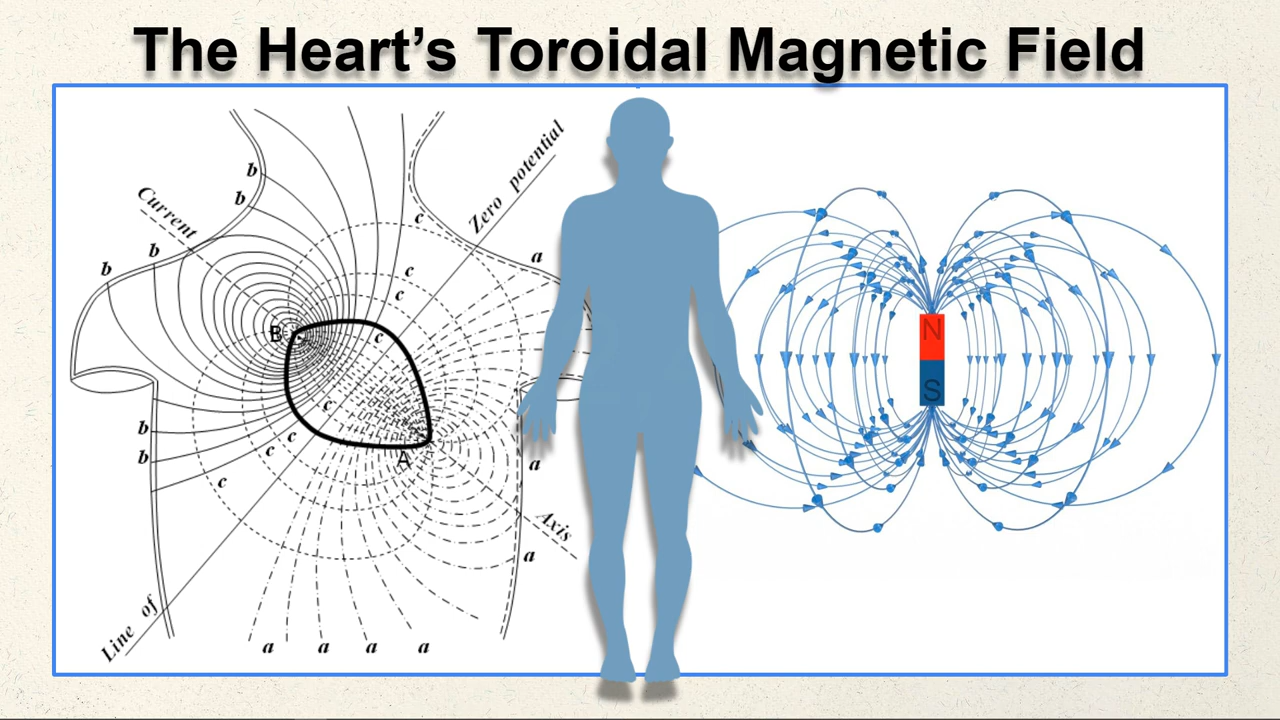 The Heart's Toroidal Magnetic Field
b
b
b
b
Current
c
Zero potential
a
c
c
B
c
c
b
b
c
c
c
A
a
Axis
a
Line of
a
a
a
a
N
S